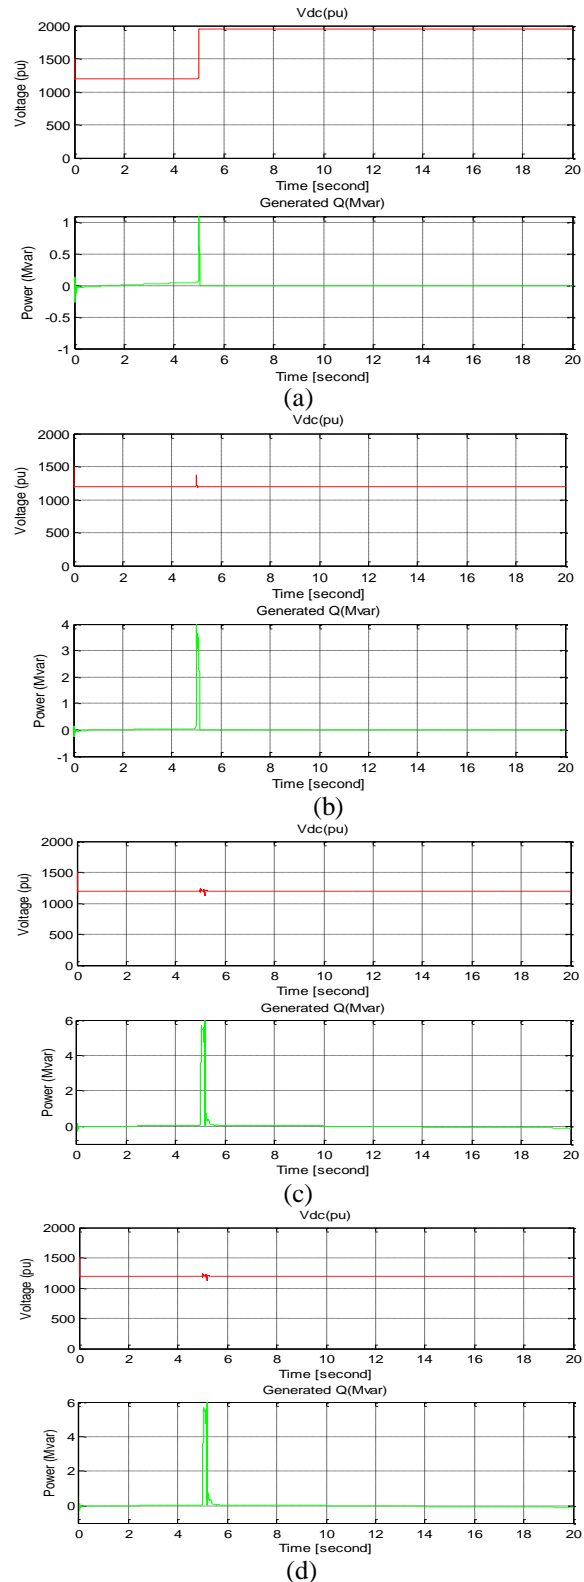 Vdc(pu)
2000
1500
1000
500
0
Voltage (pu)
0 2 4 6 8 10 12 14 16 18 20
Time [second]
Generated Q(Mvar)
1
0.5
0
-0.5
-1
Power (Mvar)
0 2 4 6 8 10 12 14 16 18 20
Time [second]
(a)
Vdc(pu)
2000
1500
1000
500
0
Voltage (pu)
0 2 4 6 8 10 12 14 16 18 20
Time [second]
Generated Q(Mvar)
4
3
2
1
0
-1
Power (Mvar)
0 2 4 6 8 10 12 14 16 18 20
Time [second]
(b)
Vdc(pu)
2000
1500
1000
500
0
Voltage (pu)
0 2 4 6 8 10 12 14 16 18 20
Time [second]
Generated Q(Mvar)
6
4
2
0
Power (Mvar)
0 2 4 6 8 10 12 14 16 18 20
Time [second]
(c)
Vdc(pu)
2000
1500
1000
500
0
Voltage (pu)
0 2 4 6 8 10 12 14 16 18 20
Time [second]
Generated Q(Mvar)
6
4
2
0
Power (Mvar)
0 2 4 6 8 10 12 14 16 18 20
Time [second]
(d)